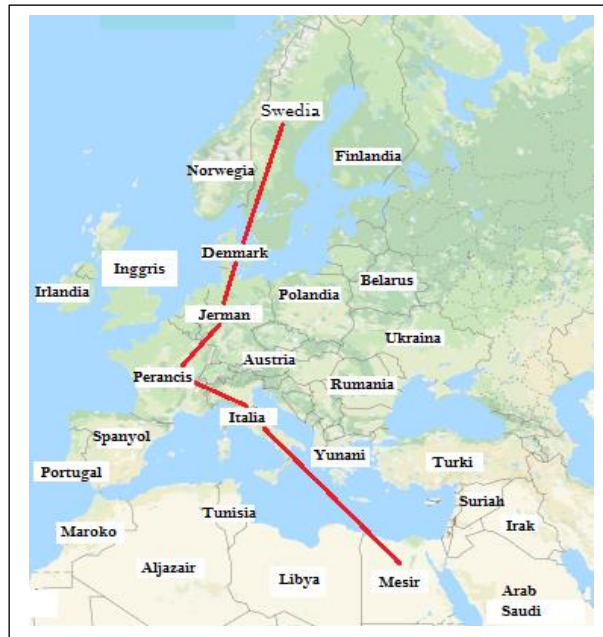 Swedia
Finlandia
Norwegia
Denmark
Inggris
Irlandia
Belarus
Polandia
Jerman
Ukraina
Austria
Perancis
Rumania
Italia
Spanyol
Yunani
Turki
Portugal
Suriah
Tunisia
Irak
Maroko
Aljazair
Libya
Mesir
Arab
Saudi